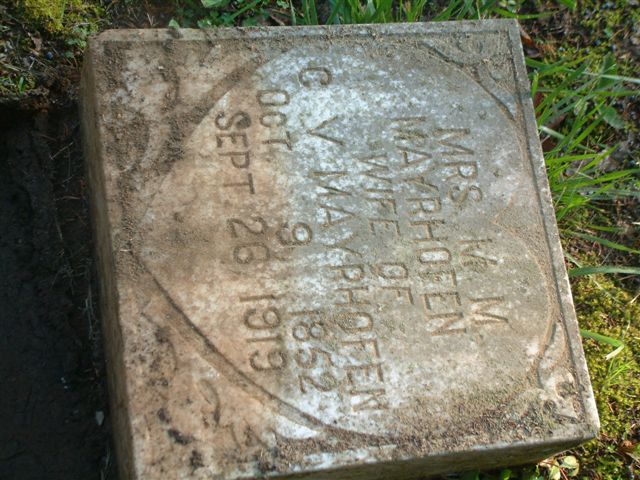 MRS. M. M.
MAYRHOFEN
WIFE OF
C. V. MAYRHOFEN
OCT. 9, 1852
SEPT. 26, 1919